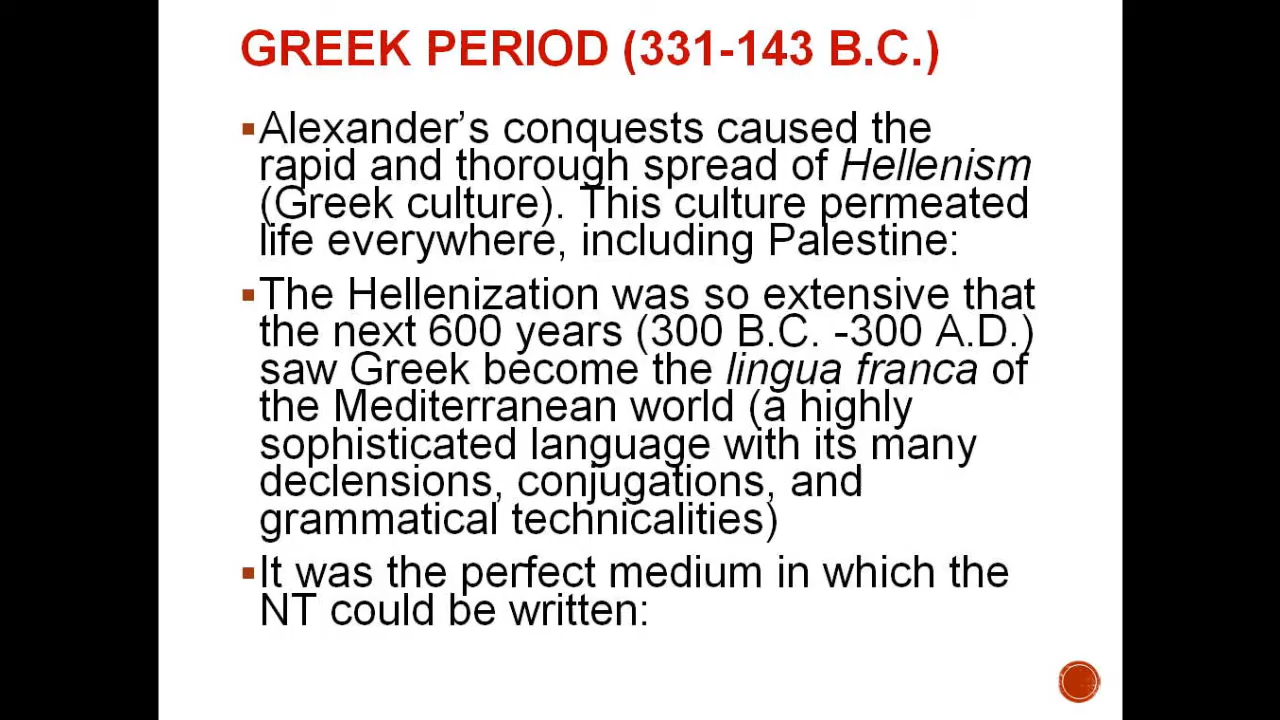 GREEK PERIOD (331-143 B.C.)
▪Alexander’s conquests caused the
rapid and thorough spread of Hellenism
(Greek culture). This culture permeated
life everywhere, including Palestine:
▪The Hellenization was so extensive that
the next 600 years (300 B.C. -300 A.D.)
saw Greek become the lingua franca of
the Mediterranean world (a highly
sophisticated language with its many
declensions, conjugations, and
grammatical technicalities)
▪It was the perfect medium in which the
NT could be written: